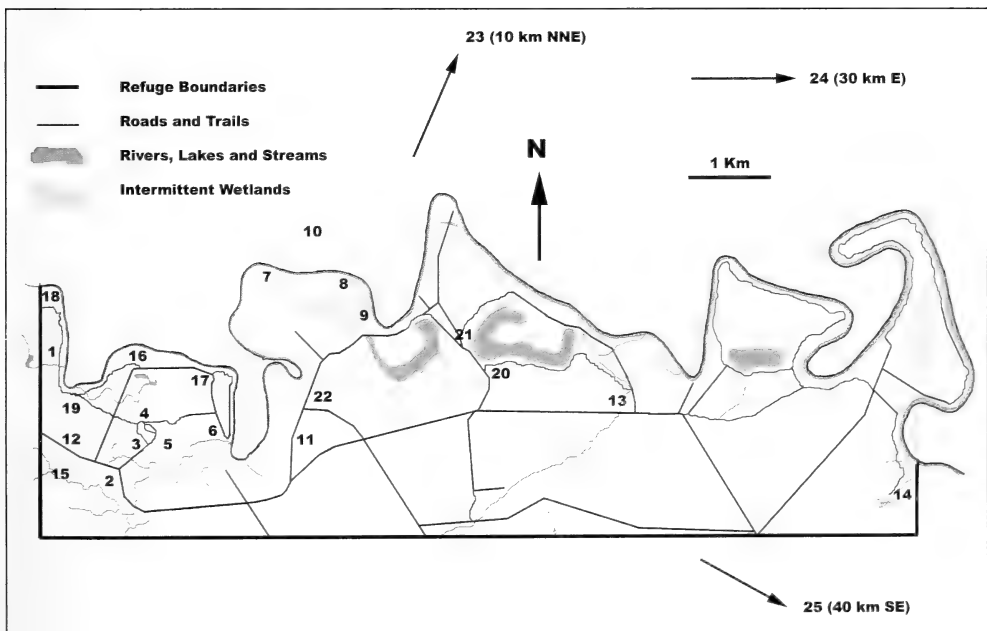 23 (10 km NNE)
24 (30 km E)
Refuge Boundaries
Roads and Trails
Rivers, Lakes and Streams
Intermittent Wetlands
N
1 Km
10
7
8
18
9
21
1
16
17
20
22
13
19
4
12
3
5
6
11
15
2
14
25 (40 km SE)